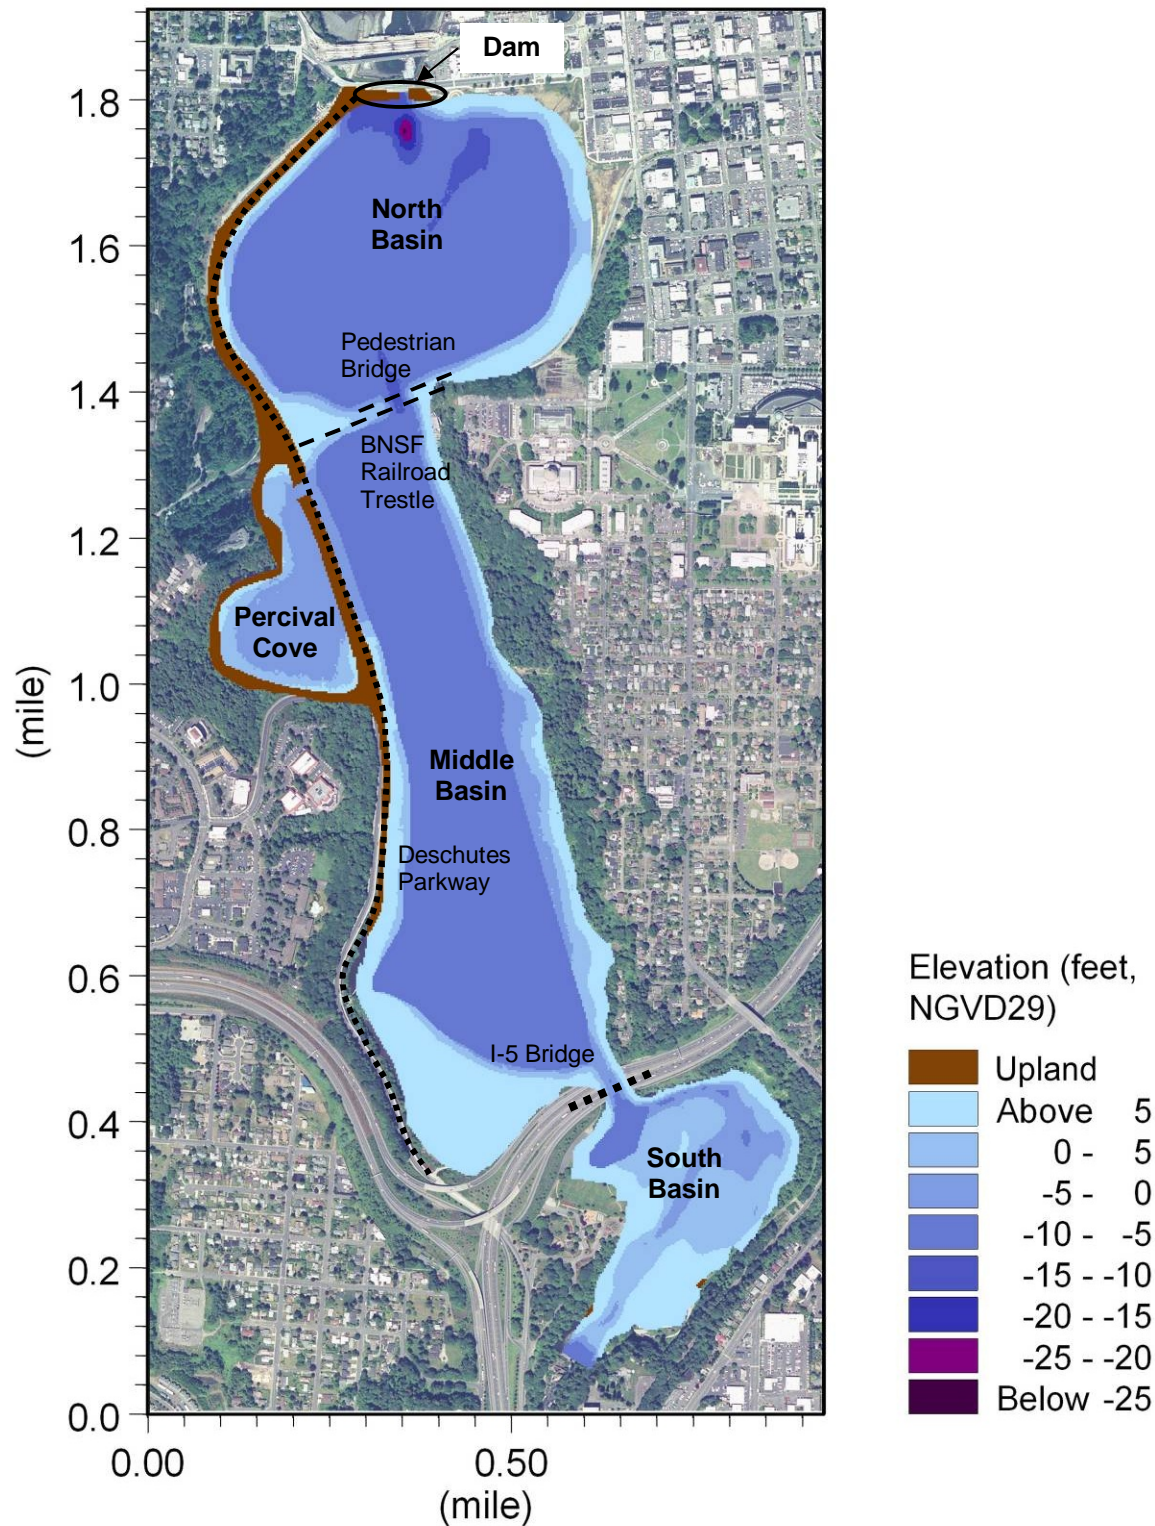 Dam
1.8
North
Basin
1.6
Pedestrian
Bridge
1.4
BNSF
Railroad
Trestle
1.2
Percival
Cove
1.0
(mile)
Middle
Basin
0.8
Deschutes
Parkway
0.6
I-5 Bridge
0.4
South
Basin
0.2
0.0
0.00 0.50
(mile)
Elevation (feet,
NGVD29)
Upland
Above 5
0 - 5
-5 - 0
-10 - -5
-15 - -10
-20 - -15
-25 - -20
Below -25